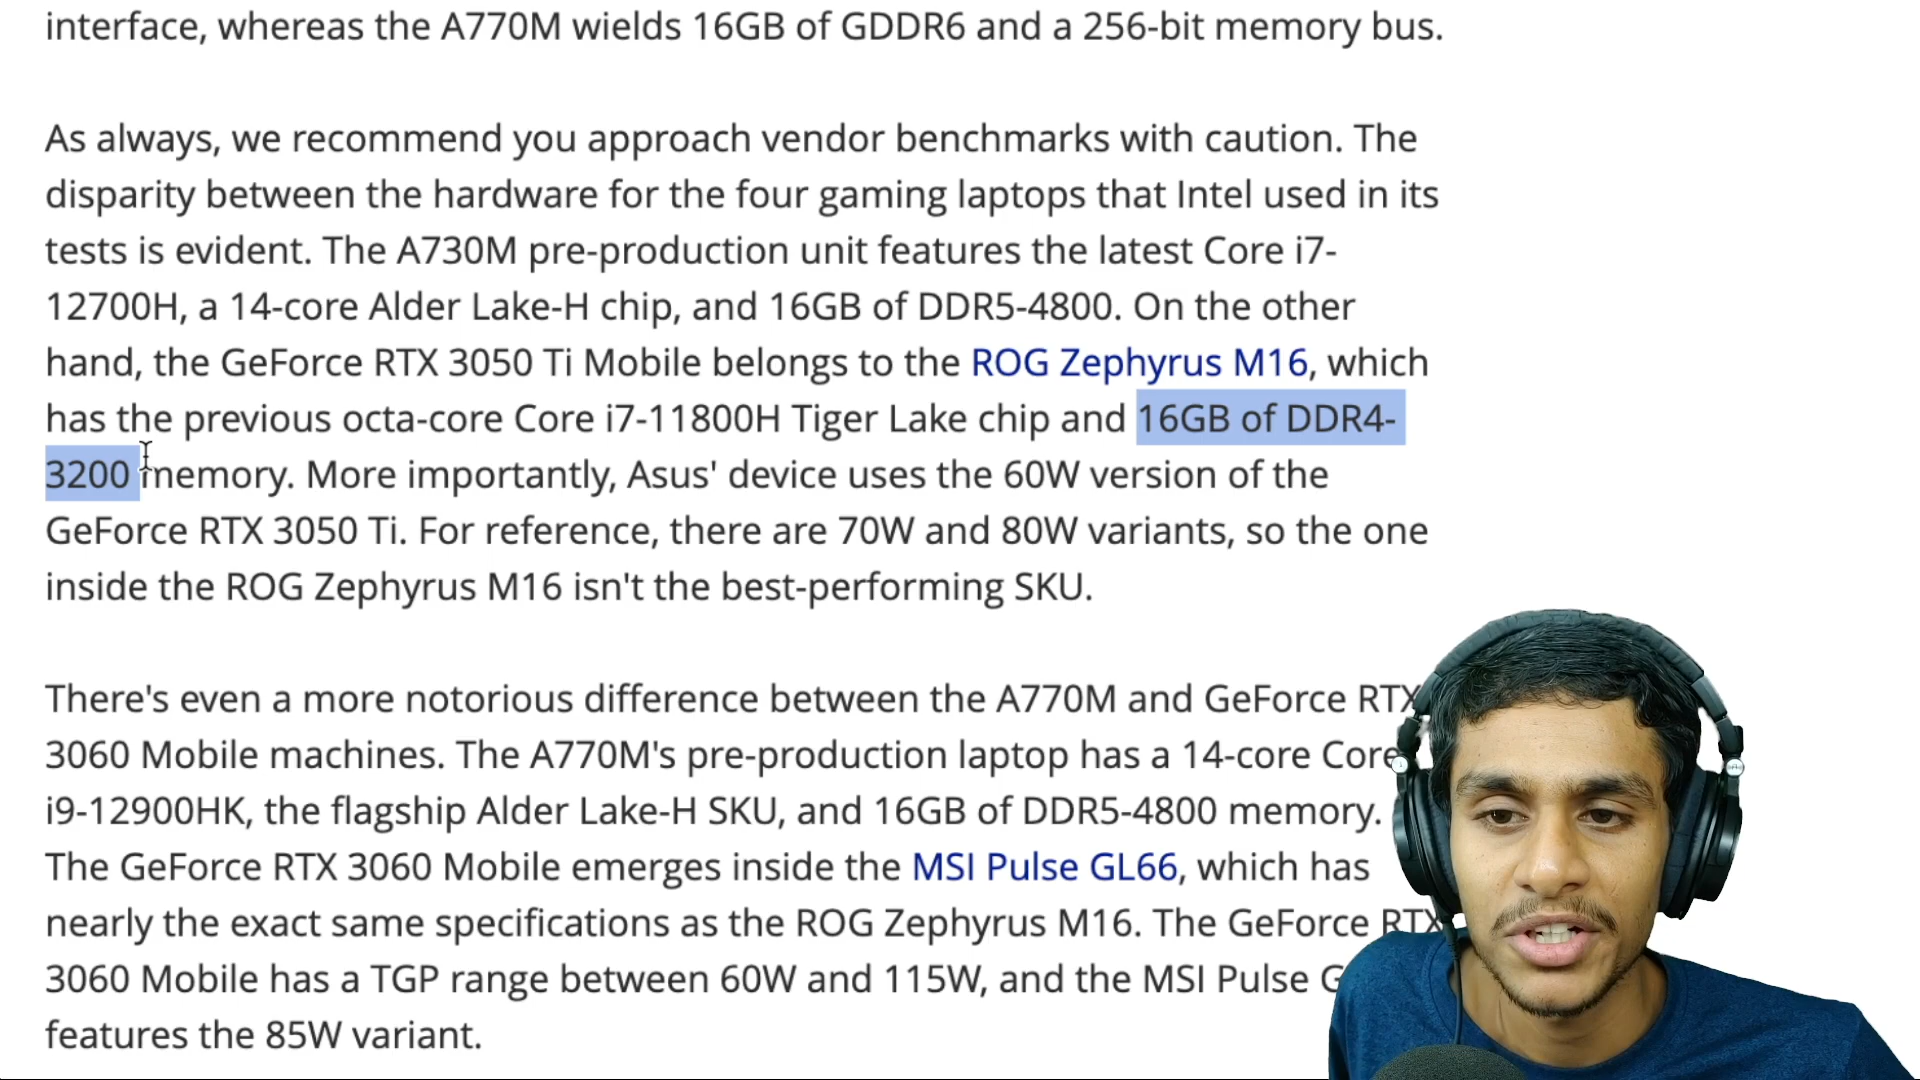 interface, whereas the A770M wields 16GB of GDDR6 and a 256-bit memory bus.
As always, we recommend you approach vendor benchmarks with caution. The
disparity between the hardware for the four gaming laptops that Intel used in its
tests is evident. The A730M pre-production unit features the latest Core i7-
12700H, a 14-core Alder Lake-H chip, and 16GB of DDR5-4800. On the other
hand, the GeForce RTX 3050 Ti Mobile belongs to the ROG Zephyrus M16, which
has the previous octa-core Core i7-11800H Tiger Lake chip and 16GB of DDR4-
3200 memory. More importantly, Asus' device uses the 60W version of the
GeForce RTX 3050 Ti. For reference, there are 70W and 80W variants, so the one
inside the ROG Zephyrus M16 isn't the best-performing SKU.
There's even a more notorious difference between the A770M and GeForce RTX
3060 Mobile machines. The A770M's pre-production laptop has a 14-core Core
i9-12900HK, the flagship Alder Lake-H SKU, and 16GB of DDR5-4800 memory.
The GeForce RTX 3060 Mobile emerges inside the MSI Pulse GL66, which has
nearly the exact same specifications as the ROG Zephyrus M16. The GeForce RTX
3060 Mobile has a TGP range between 60W and 115W, and the MSI Pulse
features the 85W variant.